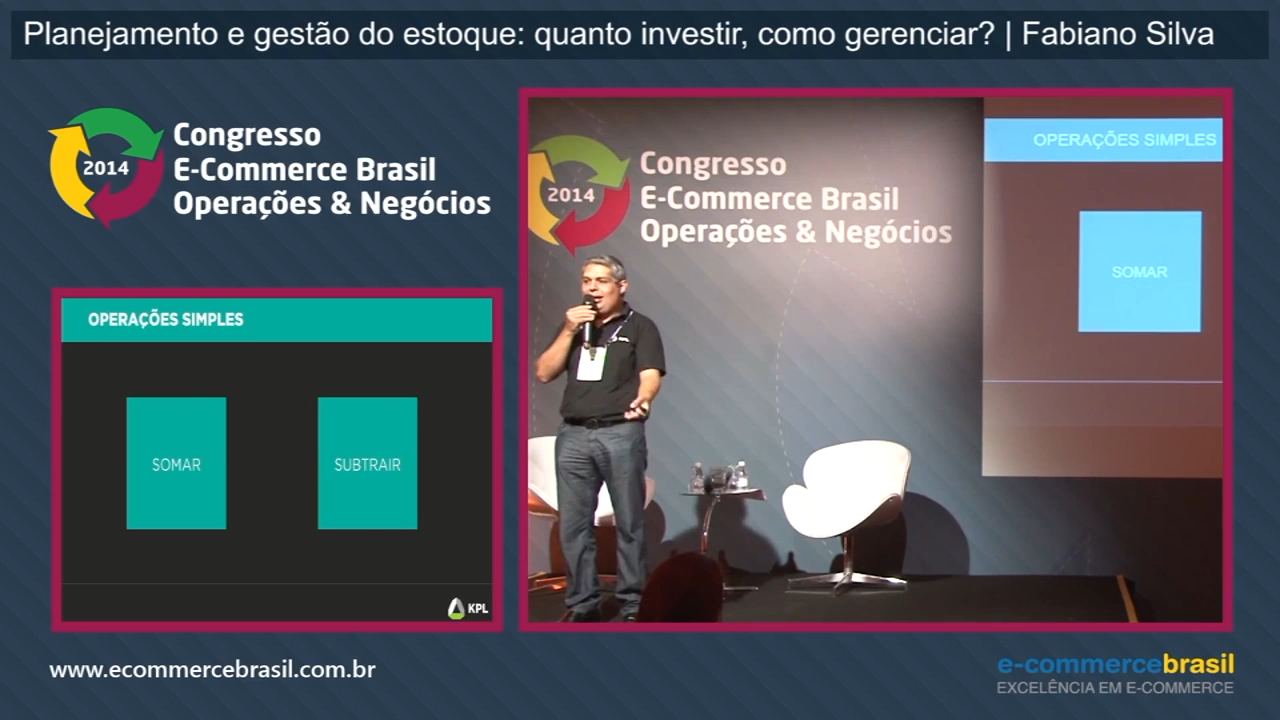 Planejamento e gestão do estoque: quanto investir, como gerenciar? | Fabiano Silva
2014
Congresso
E-Commerce Brasil
Operações & Negócios
OPERAÇÕES SIMPLES
SOMAR
SUBTRAIR
KPL
2014
Congresso
E-Commerce Brasil
Operações & Negócios
OPERAÇÕES SIMPLES
SOMAR
KPL
www.ecommercebrasil.com.br
e-commercebrasil
EXCELÊNCIA EM E-COMMERCE